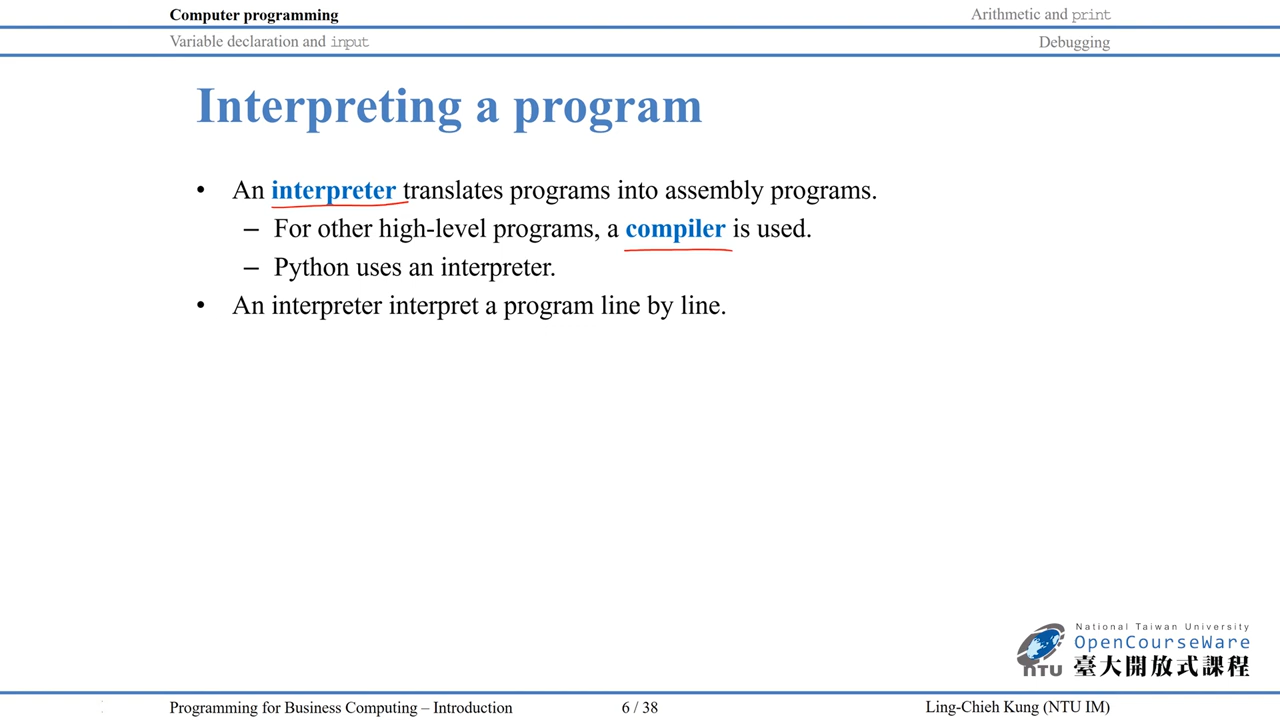 Computer programming
Arithmetic and print
Variable declaration and input
Debugging
Interpreting a program
• An interpreter translates programs into assembly programs.
– For other high-level programs, a compiler is used.
– Python uses an interpreter.
• An interpreter interpret a program line by line.
National Taiwan University
OpenCourseWare
NTU 臺大開放式課程
Programming for Business Computing – Introduction
6 / 38
Ling-Chieh Kung (NTU IM)